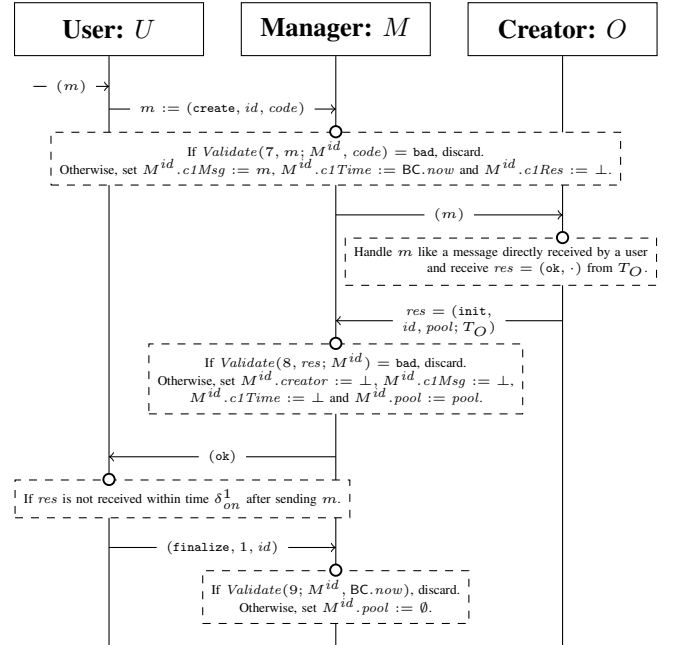 User: U Manager: M Creator: O
(m)
m := (create, id, code)
If Validate(7, m; M^id, code) = bad, discard.
Otherwise, set M^id.c1Msg := m, M^id.c1Time := BC.now and M^id.c1Res := ⊥.
(m)
Handle m like a message directly received by a user
and receive res = (ok, ·) from T_O.
res = (init,
id, pool; T_O)
If Validate(8, res; M^id) = bad, discard.
Otherwise, set M^id.creator := ⊥, M^id.c1Msg := ⊥,
M^id.c1Time := ⊥ and M^id.pool := pool.
(ok)
If res is not received within time δ^1_on after sending m.
(finalize, 1, id)
If Validate(9; M^id, BC.now), discard.
Otherwise, set M^id.pool := ∅.